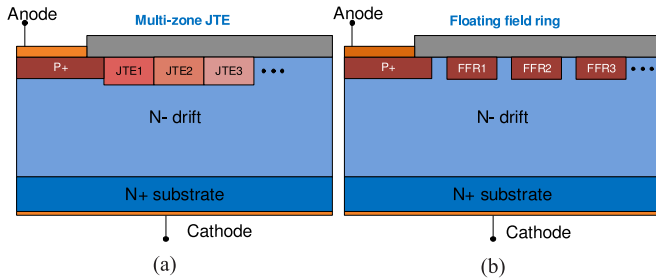 Anode
Multi-zone JTE
P+
JTE1
JTE2
JTE3
N- drift
N+ substrate
Cathode
(a)
Anode
Floating field ring
P+
FFR1
FFR2
FFR3
N- drift
N+ substrate
Cathode
(b)